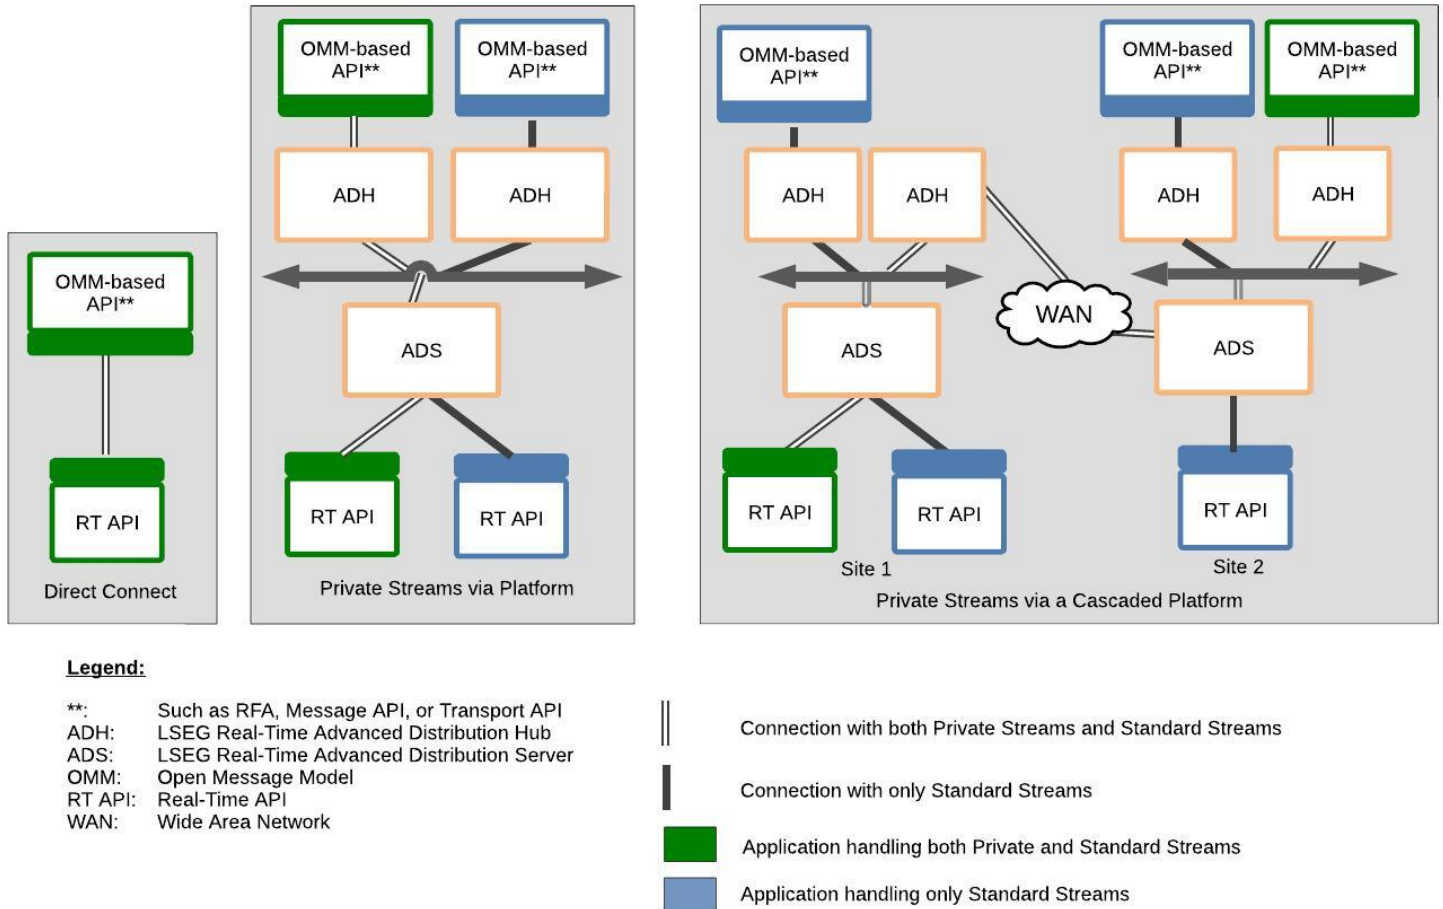 OMM-based
API**
OMM-based
API**
OMM-based
API**
OMM-based
API**
OMM-based
API**
ADH
ADH
ADH
ADH
ADH
ADH
OMM-based
API**
WAN
ADS
ADS
ADS
RT API
RT API
RT API
RT API
RT API
RT API
Direct Connect
Private Streams via Platform
Site 1
Site 2
Private Streams via a Cascaded Platform
Legend:
**: Such as RFA, Message API, or Transport API
ADH: LSEG Real-Time Advanced Distribution Hub
ADS: LSEG Real-Time Advanced Distribution Server
OMM: Open Message Model
RT API: Real-Time API
WAN: Wide Area Network
Connection with both Private Streams and Standard Streams
Connection with only Standard Streams
Application handling both Private and Standard Streams
Application handling only Standard Streams